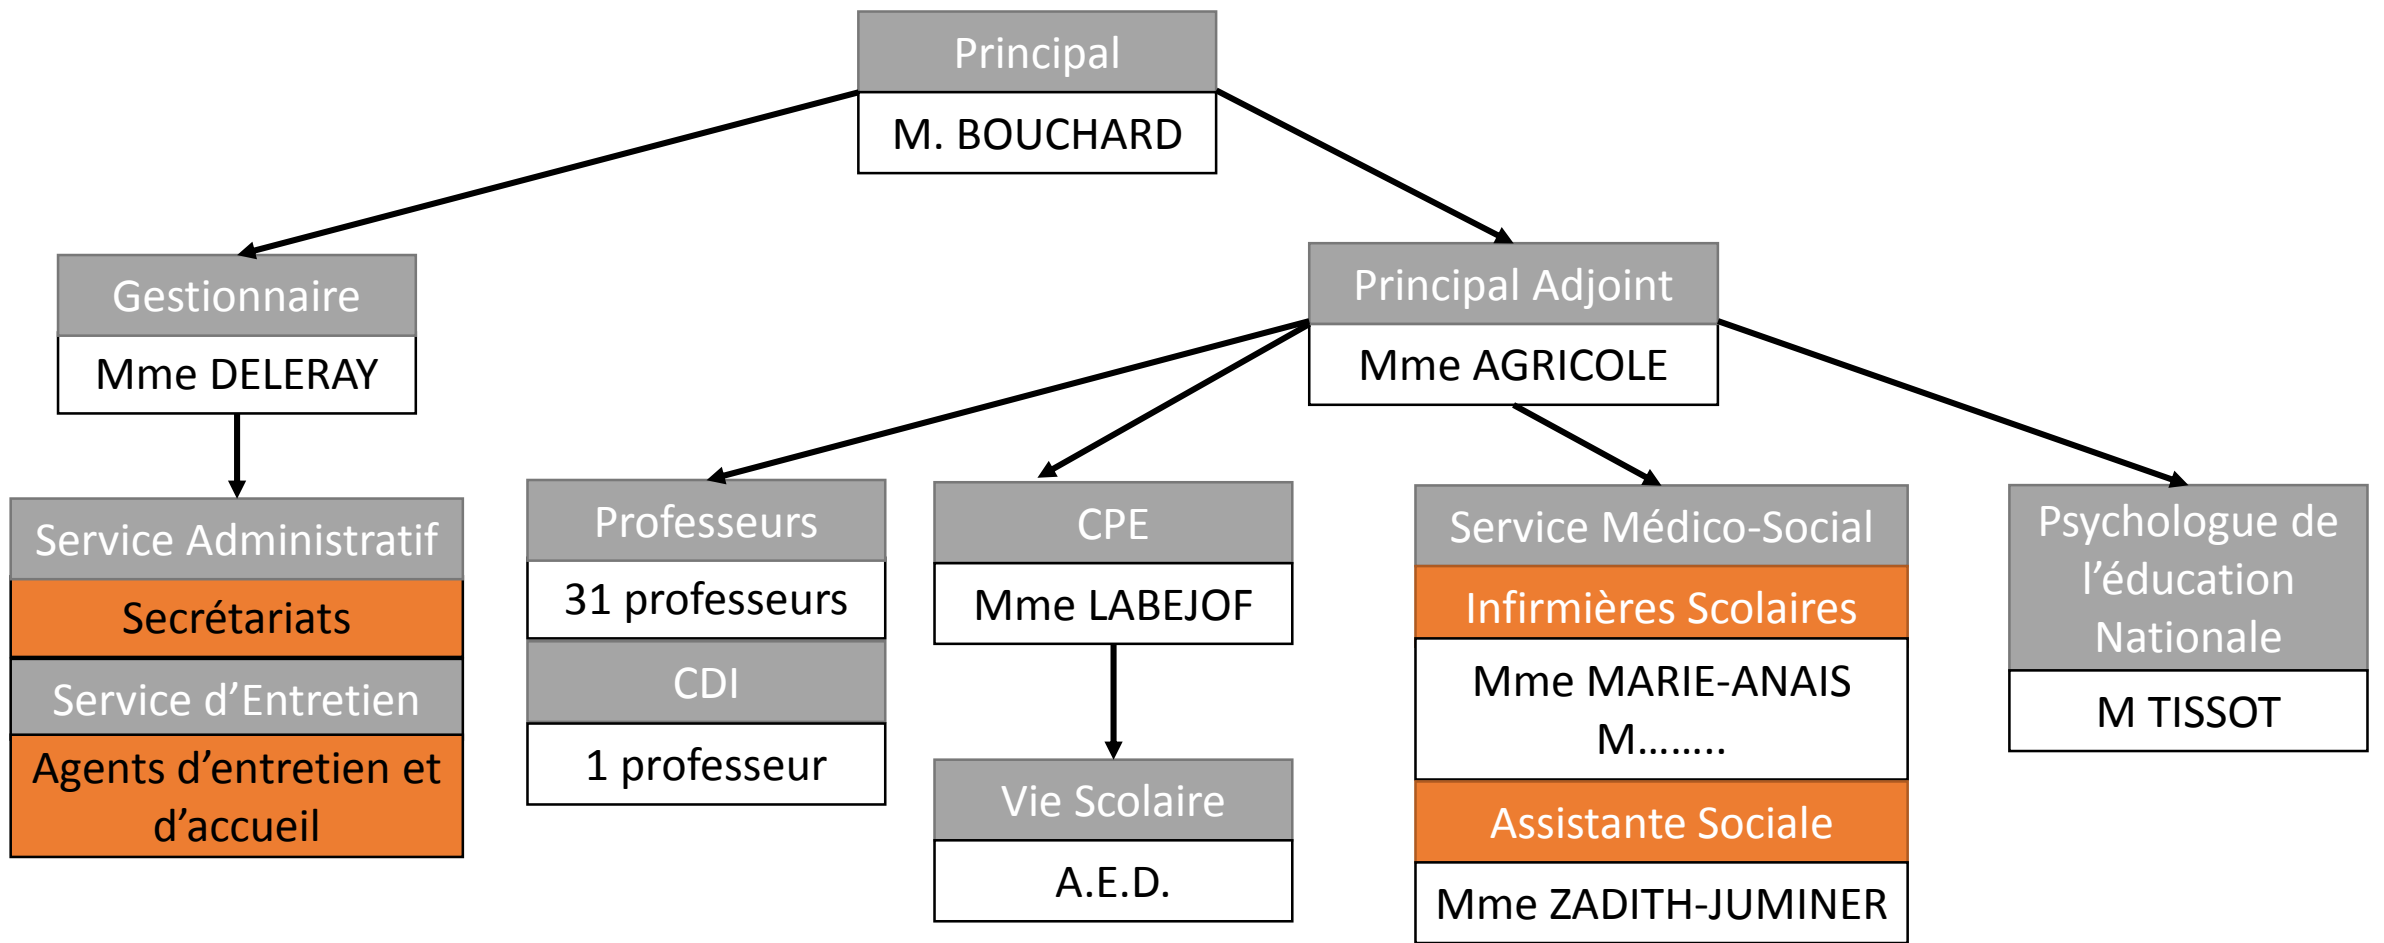 Principal
M. BOUCHARD
Gestionnaire
Mme DELERAY
Principal Adjoint
Mme AGRICOLE
Service Administratif
Secrétariats
Service d’Entretien
Agents d’entretien et
d’accueil
Professeurs
31 professeurs
CDI
1 professeur
CPE
Mme LABEJOF
Vie Scolaire
A.E.D.
Service Médico-Social
Infirmières Scolaires
Mme MARIE-ANAIS
M……..
Assistante Sociale
Mme ZADITH-JUMINER
Psychologue de
l’éducation
Nationale
M TISSOT